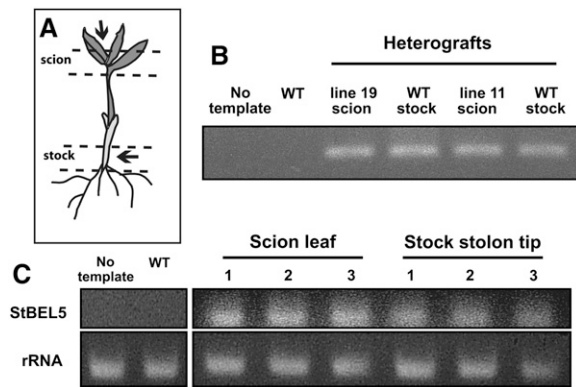 A
scion
stock
B
Heterografts
No template
WT
line 19 scion
WT stock
line 11 scion
WT stock
C
Scion leaf
Stock stolon tip
No template
WT
1 2 3 1 2 3
StBEL5
rRNA